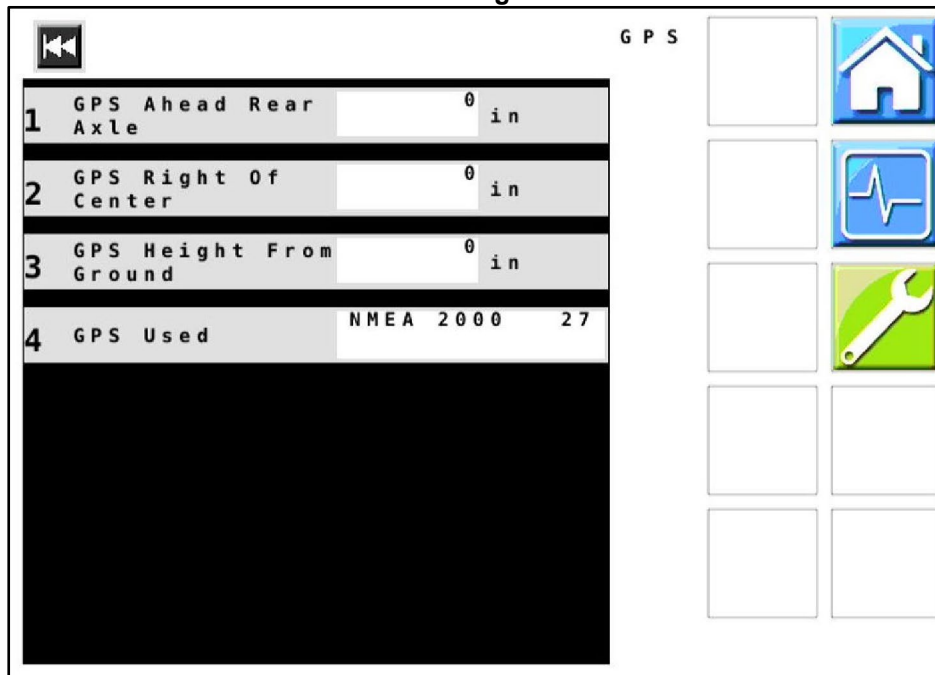 GPS
1 GPS Ahead Rear Axle 0 in
2 GPS Right Of Center 0 in
3 GPS Height From Ground 0 in
4 GPS Used NMEA 2000 27